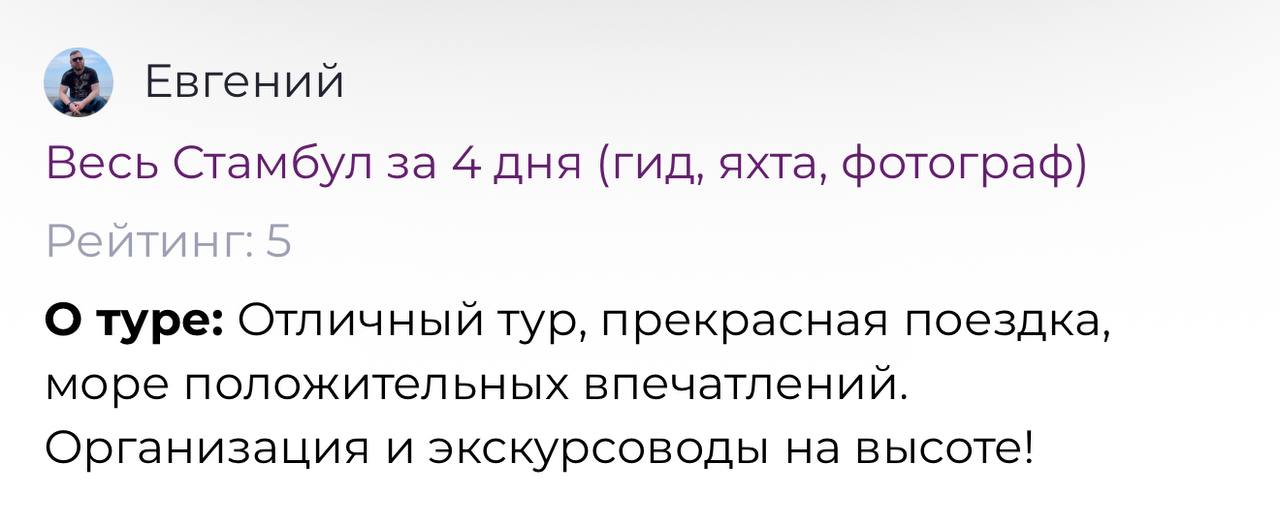 Евгений
Весь Стамбул за 4 дня (гид, яхта, фотограф)
Рейтинг: 5
О туре: Отличный тур, прекрасная поездка,
море положительных впечатлений.
Организация и экскурсоводы на высоте!